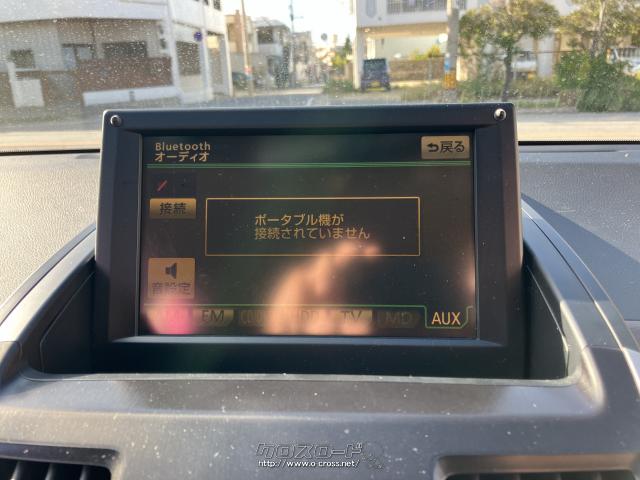 Bluetooth
オーディオ
戻る
接続
ポータブル機が
接続されていません
音設定
FM
TV
MD
AUX
クロスロード
http://www.o-cross.net/